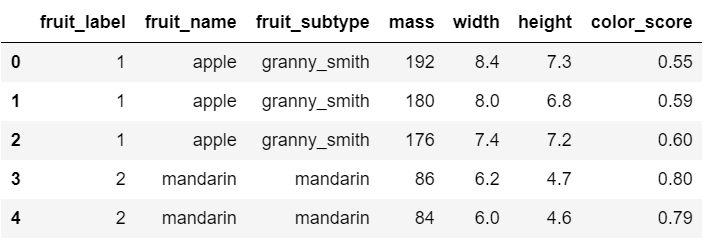 fruit_label fruit_name fruit_subtype mass width height color_score
0 1 apple granny_smith 192 8.4 7.3 0.55
1 1 apple granny_smith 180 8.0 6.8 0.59
2 1 apple granny_smith 176 7.4 7.2 0.60
3 2 mandarin mandarin 86 6.2 4.7 0.80
4 2 mandarin mandarin 84 6.0 4.6 0.79